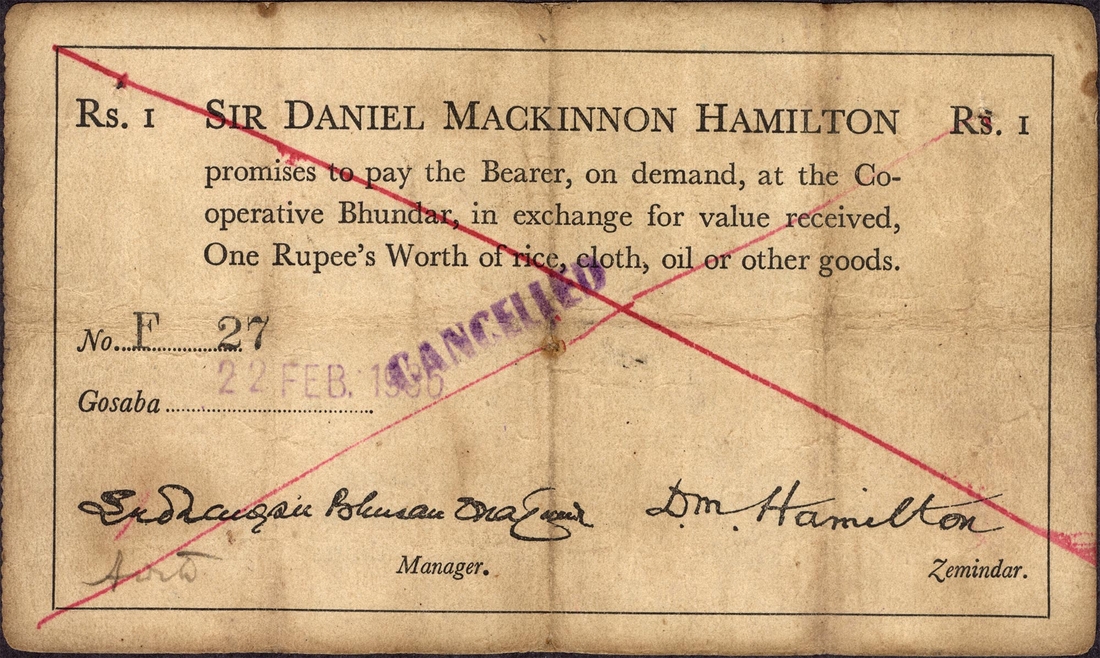 Rs. 1 SIR DANIEL MACKINNON HAMILTON Rs. 1
promises to pay the Bearer, on demand, at the Co-
operative Bhundar, in exchange for value received,
One Rupee's Worth of rice, cloth, oil or other goods.
CANCELLED
No. F 27
22 FEB. 1936
Gosaba
Bhusan D.M. Hamilton
Manager. Zemindar.